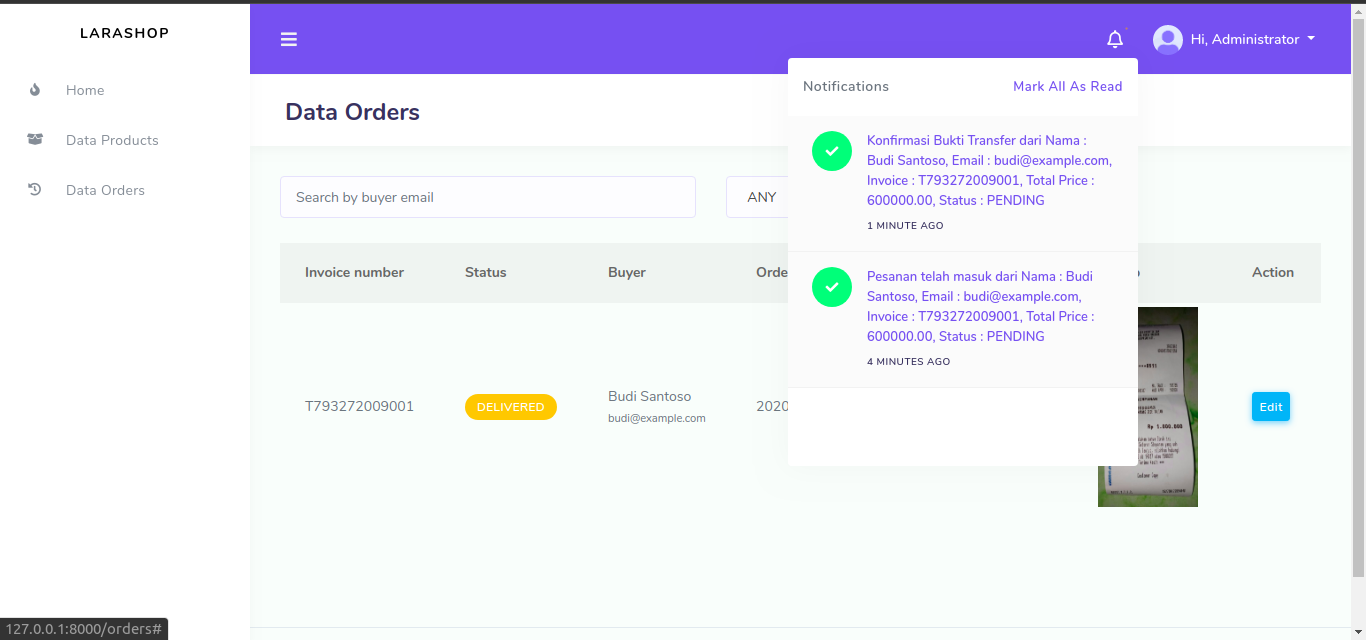 LARASHOP
Home
Data Products
Data Orders
Hi, Administrator
Data Orders
Search by buyer email
ANY
Notifications
Mark All As Read
Konfirmasi Bukti Transfer dari Nama :
Budi Santoso, Email : budi@example.com,
Invoice : T793272009001, Total Price :
600000.00, Status : PENDING
1 MINUTE AGO
Pesanan telah masuk dari Nama : Budi
Santoso, Email : budi@example.com,
Invoice : T793272009001, Total Price :
600000.00, Status : PENDING
4 MINUTES AGO
Invoice number
Status
Buyer
Orde
Action
T793272009001
DELIVERED
Budi Santoso
budi@example.com
2020
Edit
127.0.0.1:8000/orders#